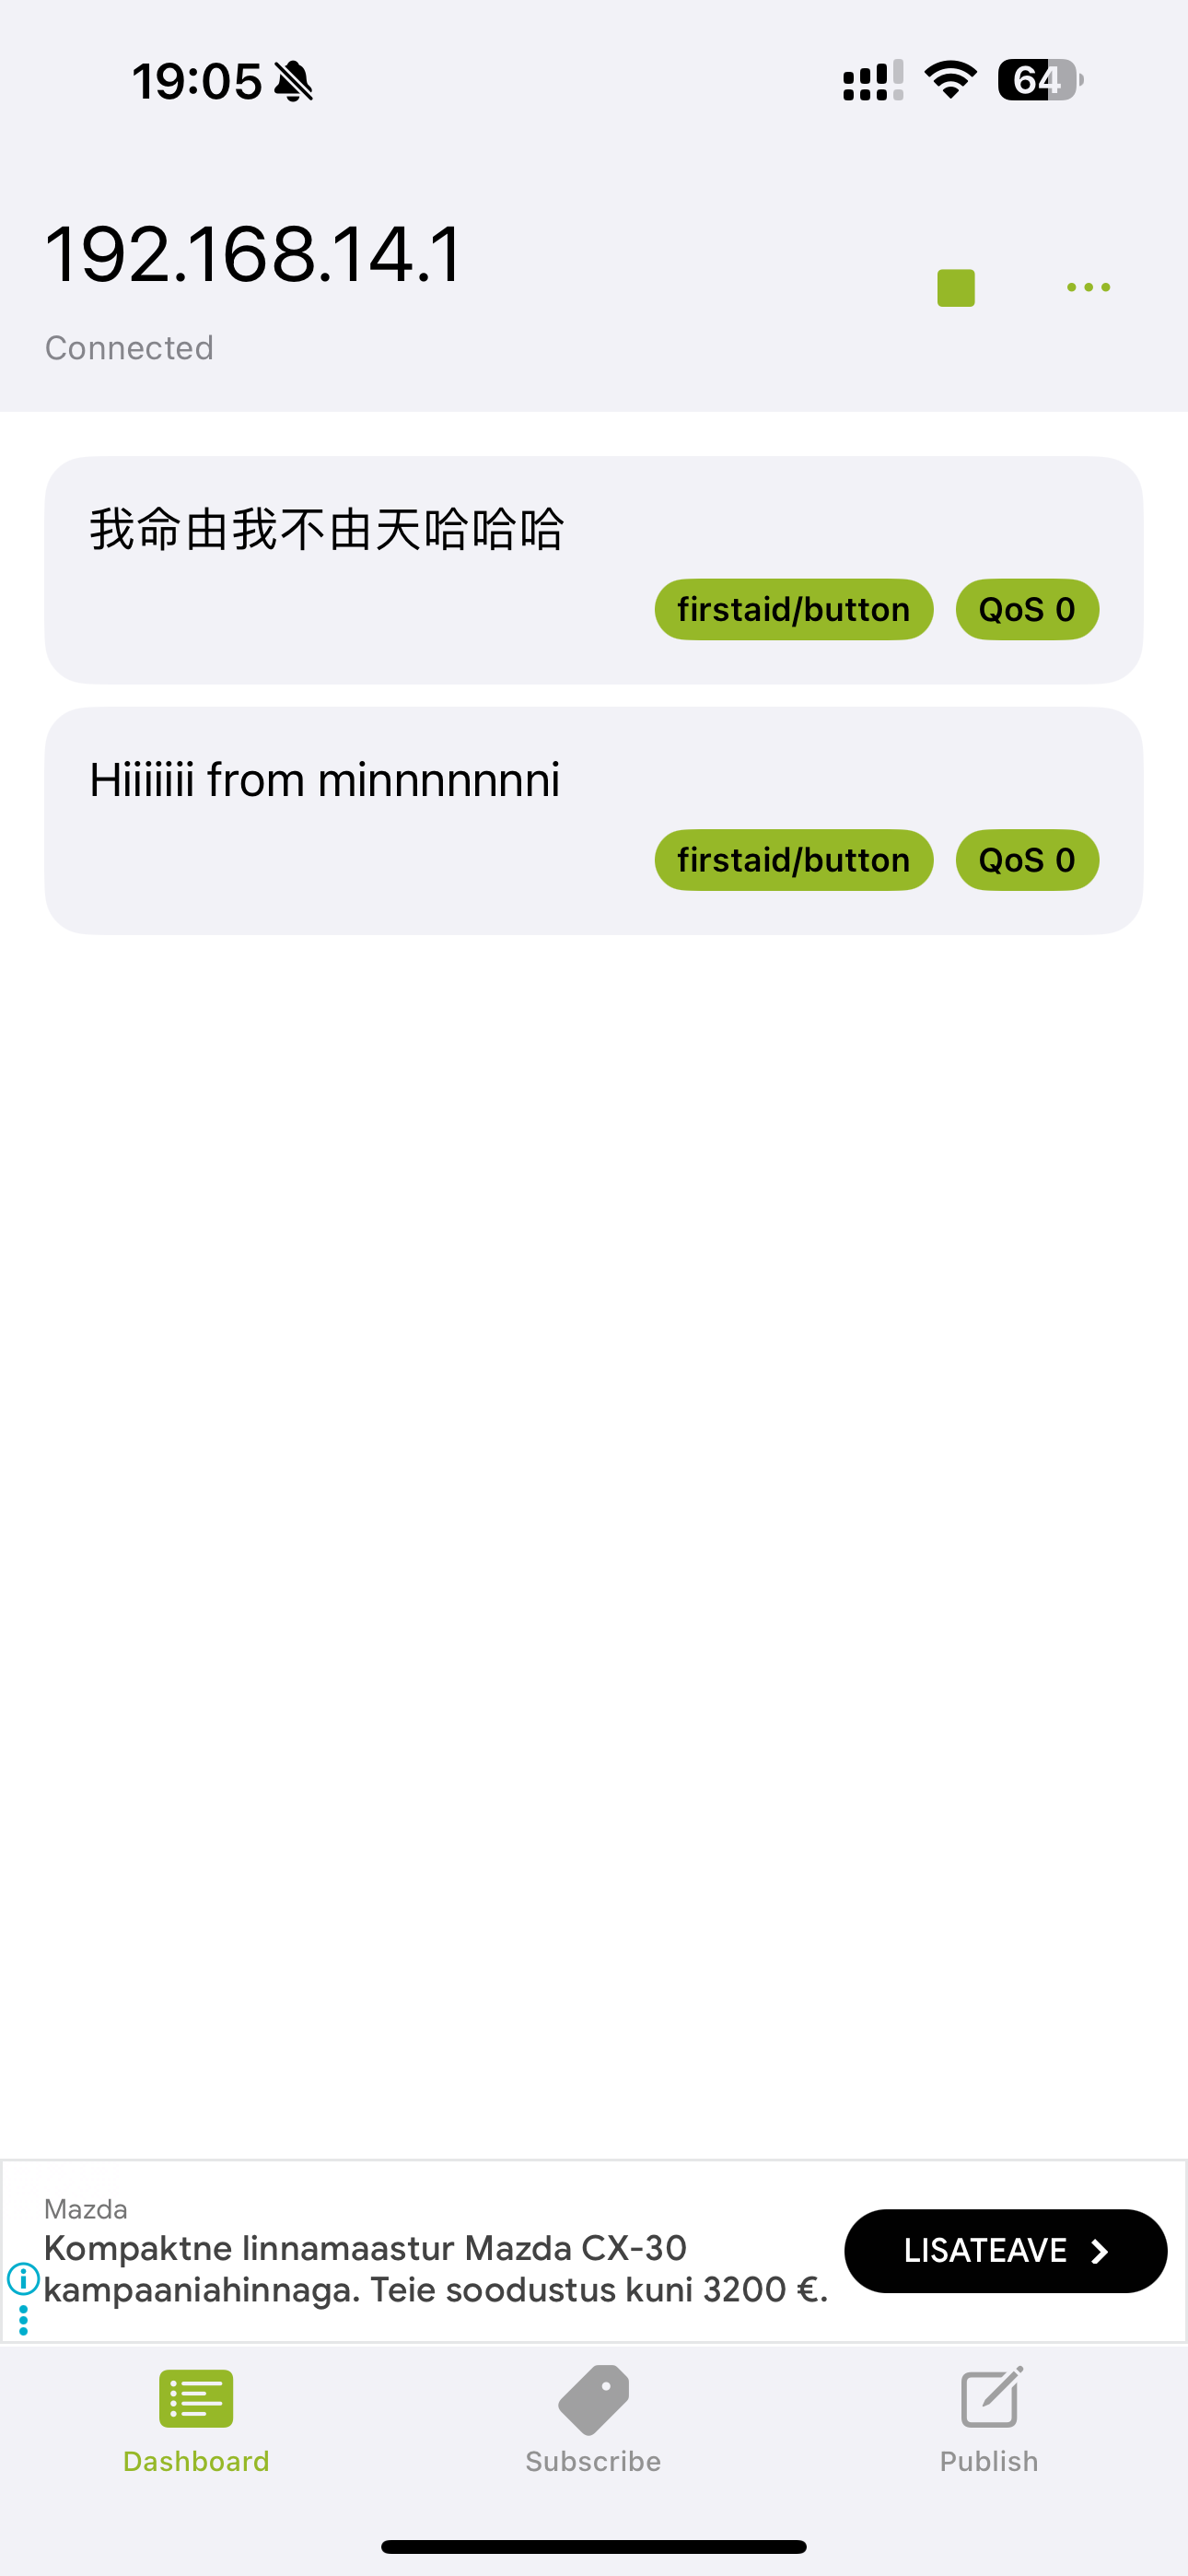 19:05
64
192.168.14.1
Connected
我命由我不由天哈哈哈
firstaid/button QoS 0
Hiiiiiii from minnnnnnni
firstaid/button QoS 0
Mazda
Kompaktne linnamaastur Mazda CX-30
kampaaniahinnaga. Teie soodustus kuni 3200 €.
LISATEAVE
Dashboard Subscribe Publish